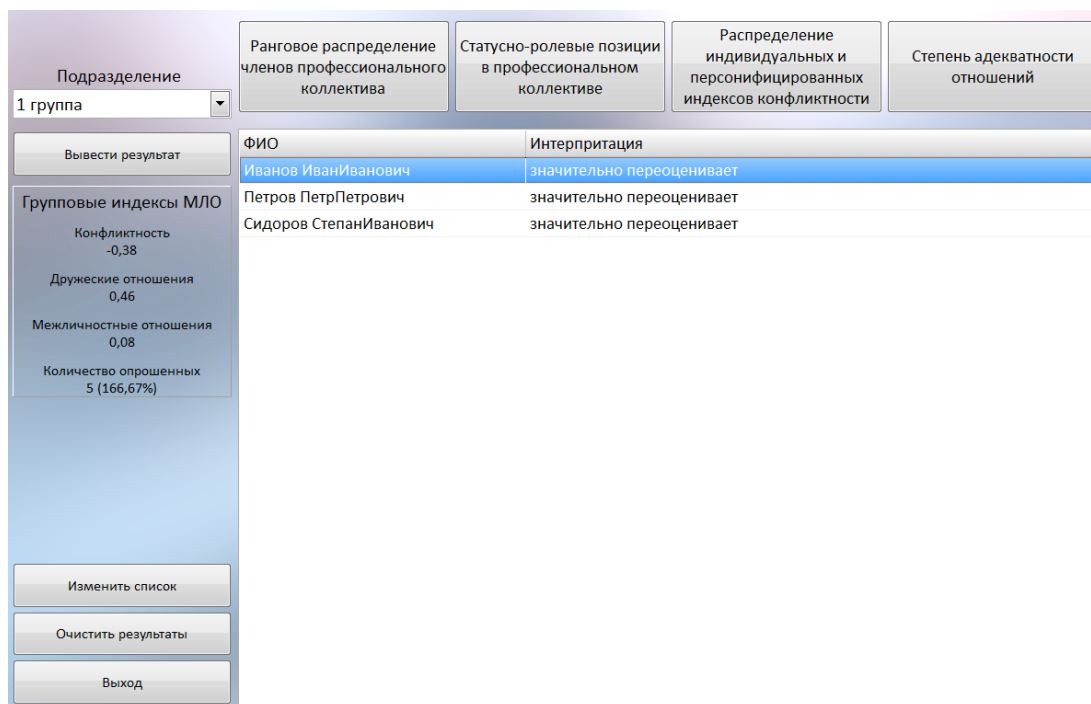 Подразделение
1 группа
Вывести результат
Групповые индексы МЛО
Конфликтность
-0,38
Дружеские отношения
0,46
Межличностные отношения
0,08
Количество опрошенных
5 (166,67%)
Изменить список
Очистить результаты
Выход
Ранговое распределение
членов профессионального
коллектива
Статусно-ролевые позиции
в профессиональном
коллективе
Распределение
индивидуальных и
персонифицированных
индексов конфликтности
Степень адекватности
отношений
ФИО Интерпритация
Иванов ИванИванович значительно переоценивает
Петров ПетрПетрович значительно переоценивает
Сидоров СтепанИванович значительно переоценивает